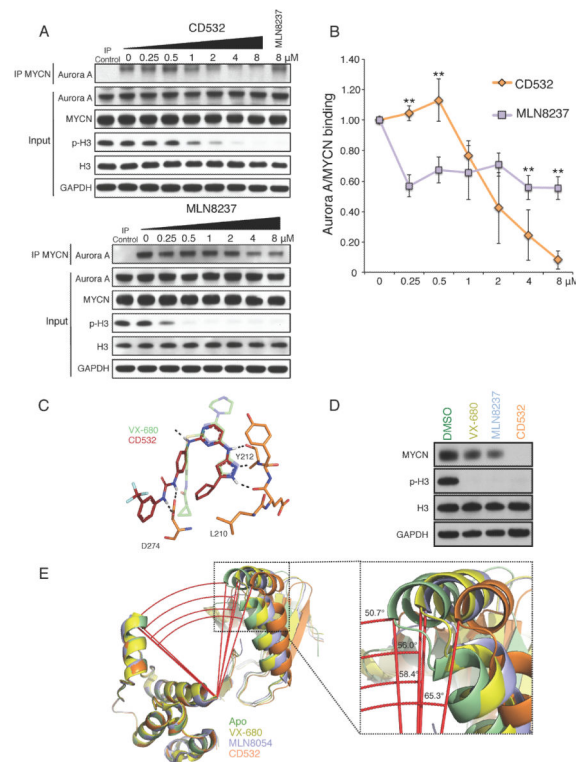 A
CD532
MLN8237
IP Control 0 0.25 0.5 1 2 4 8 8 µM
IP MYCN Aurora A
Input
Aurora A
MYCN
p-H3
H3
GAPDH
MLN8237
IP Control 0 0.25 0.5 1 2 4 8 µM
IP MYCN Aurora A
Input
Aurora A
MYCN
p-H3
H3
GAPDH
B
Aurora A/MYCN binding
1.40
1.20
1.00
0.80
0.60
0.40
0.20
0
** ** ** **
CD532
MLN8237
0 0.25 0.5 1 2 4 8 µM
C
VX-680
CD532
Y212
L210
D274
D
DMSO VX-680 MLN8237 CD532
MYCN
p-H3
H3
GAPDH
E
Apo
VX-680
MLN8054
CD532
50.7°
56.0°
58.4°
65.3°